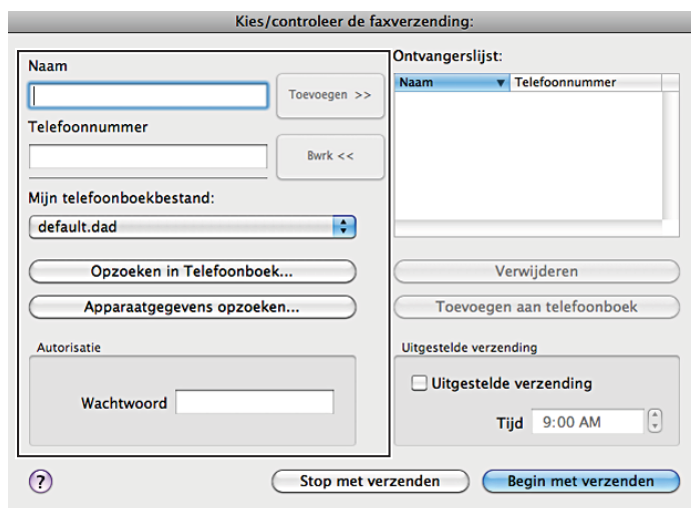 Kies/controleer de faxverzending:
Naam
Toevoegen >>
Telefoonnummer
Bwrk <<
Mijn telefoonboekbestand:
default.dad
Opzoeken in Telefoonboek...
Apparaatgegevens opzoeken...
Autorisatie
Wachtwoord
Ontvangerslijst:
Naam Telefoonnummer
Verwijderen
Toevoegen aan telefoonboek
Uitgestelde verzending
Uitgestelde verzending
Tijd 9:00 AM
?
Stop met verzenden
Begin met verzenden